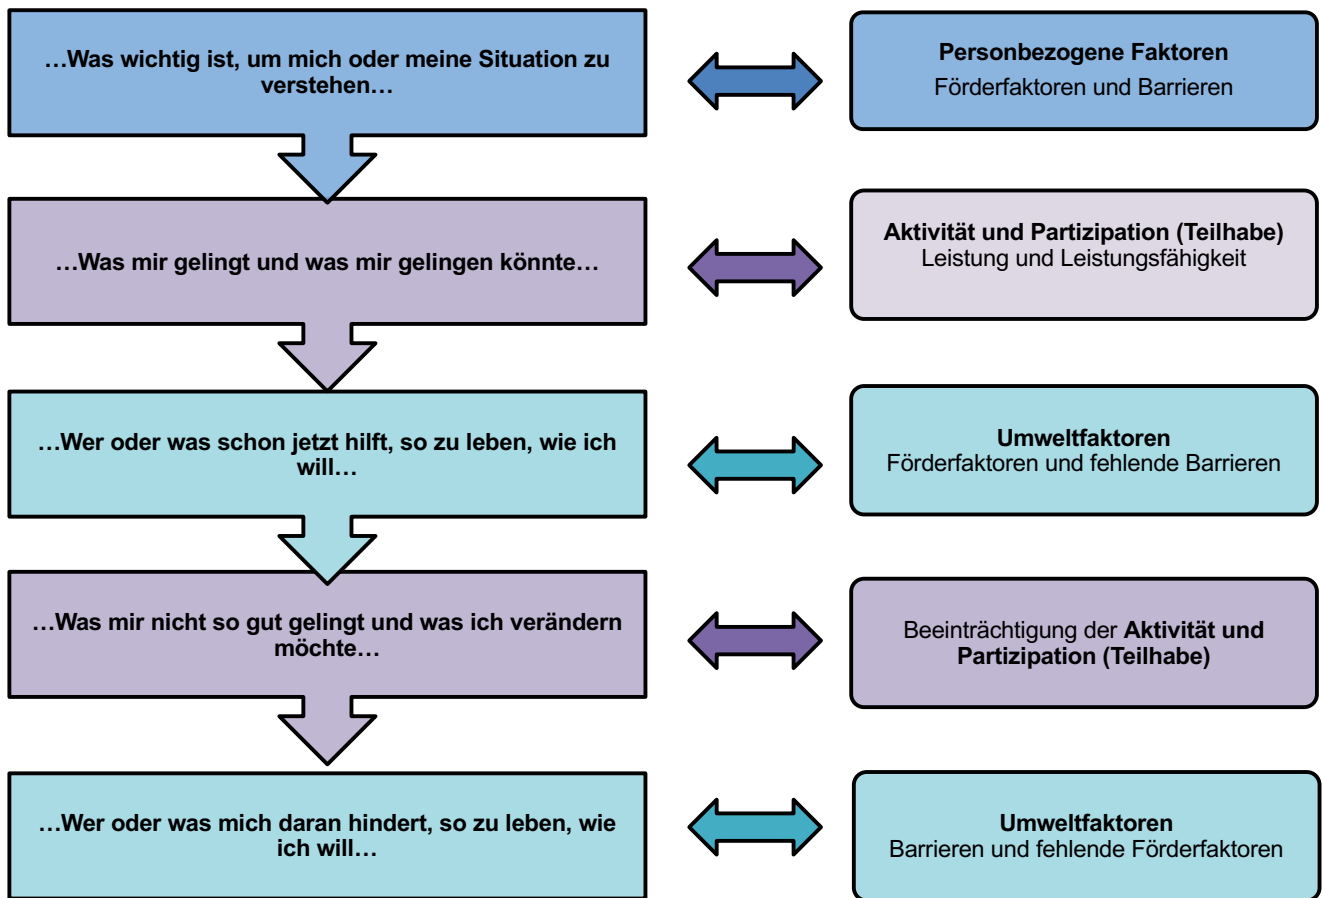 …Was wichtig ist, um mich oder meine Situation zu
verstehen…
Personbezogene Faktoren
Förderfaktoren und Barrieren
…Was mir gelingt und was mir gelingen könnte…
Aktivität und Partizipation (Teilhabe)
Leistung und Leistungsfähigkeit
…Wer oder was schon jetzt hilft, so zu leben, wie ich
will…
Umweltfaktoren
Förderfaktoren und fehlende Barrieren
…Was mir nicht so gut gelingt und was ich verändern
möchte…
Beeinträchtigung der Aktivität und
Partizipation (Teilhabe)
…Wer oder was mich daran hindert, so zu leben, wie
ich will…
Umweltfaktoren
Barrieren und fehlende Förderfaktoren